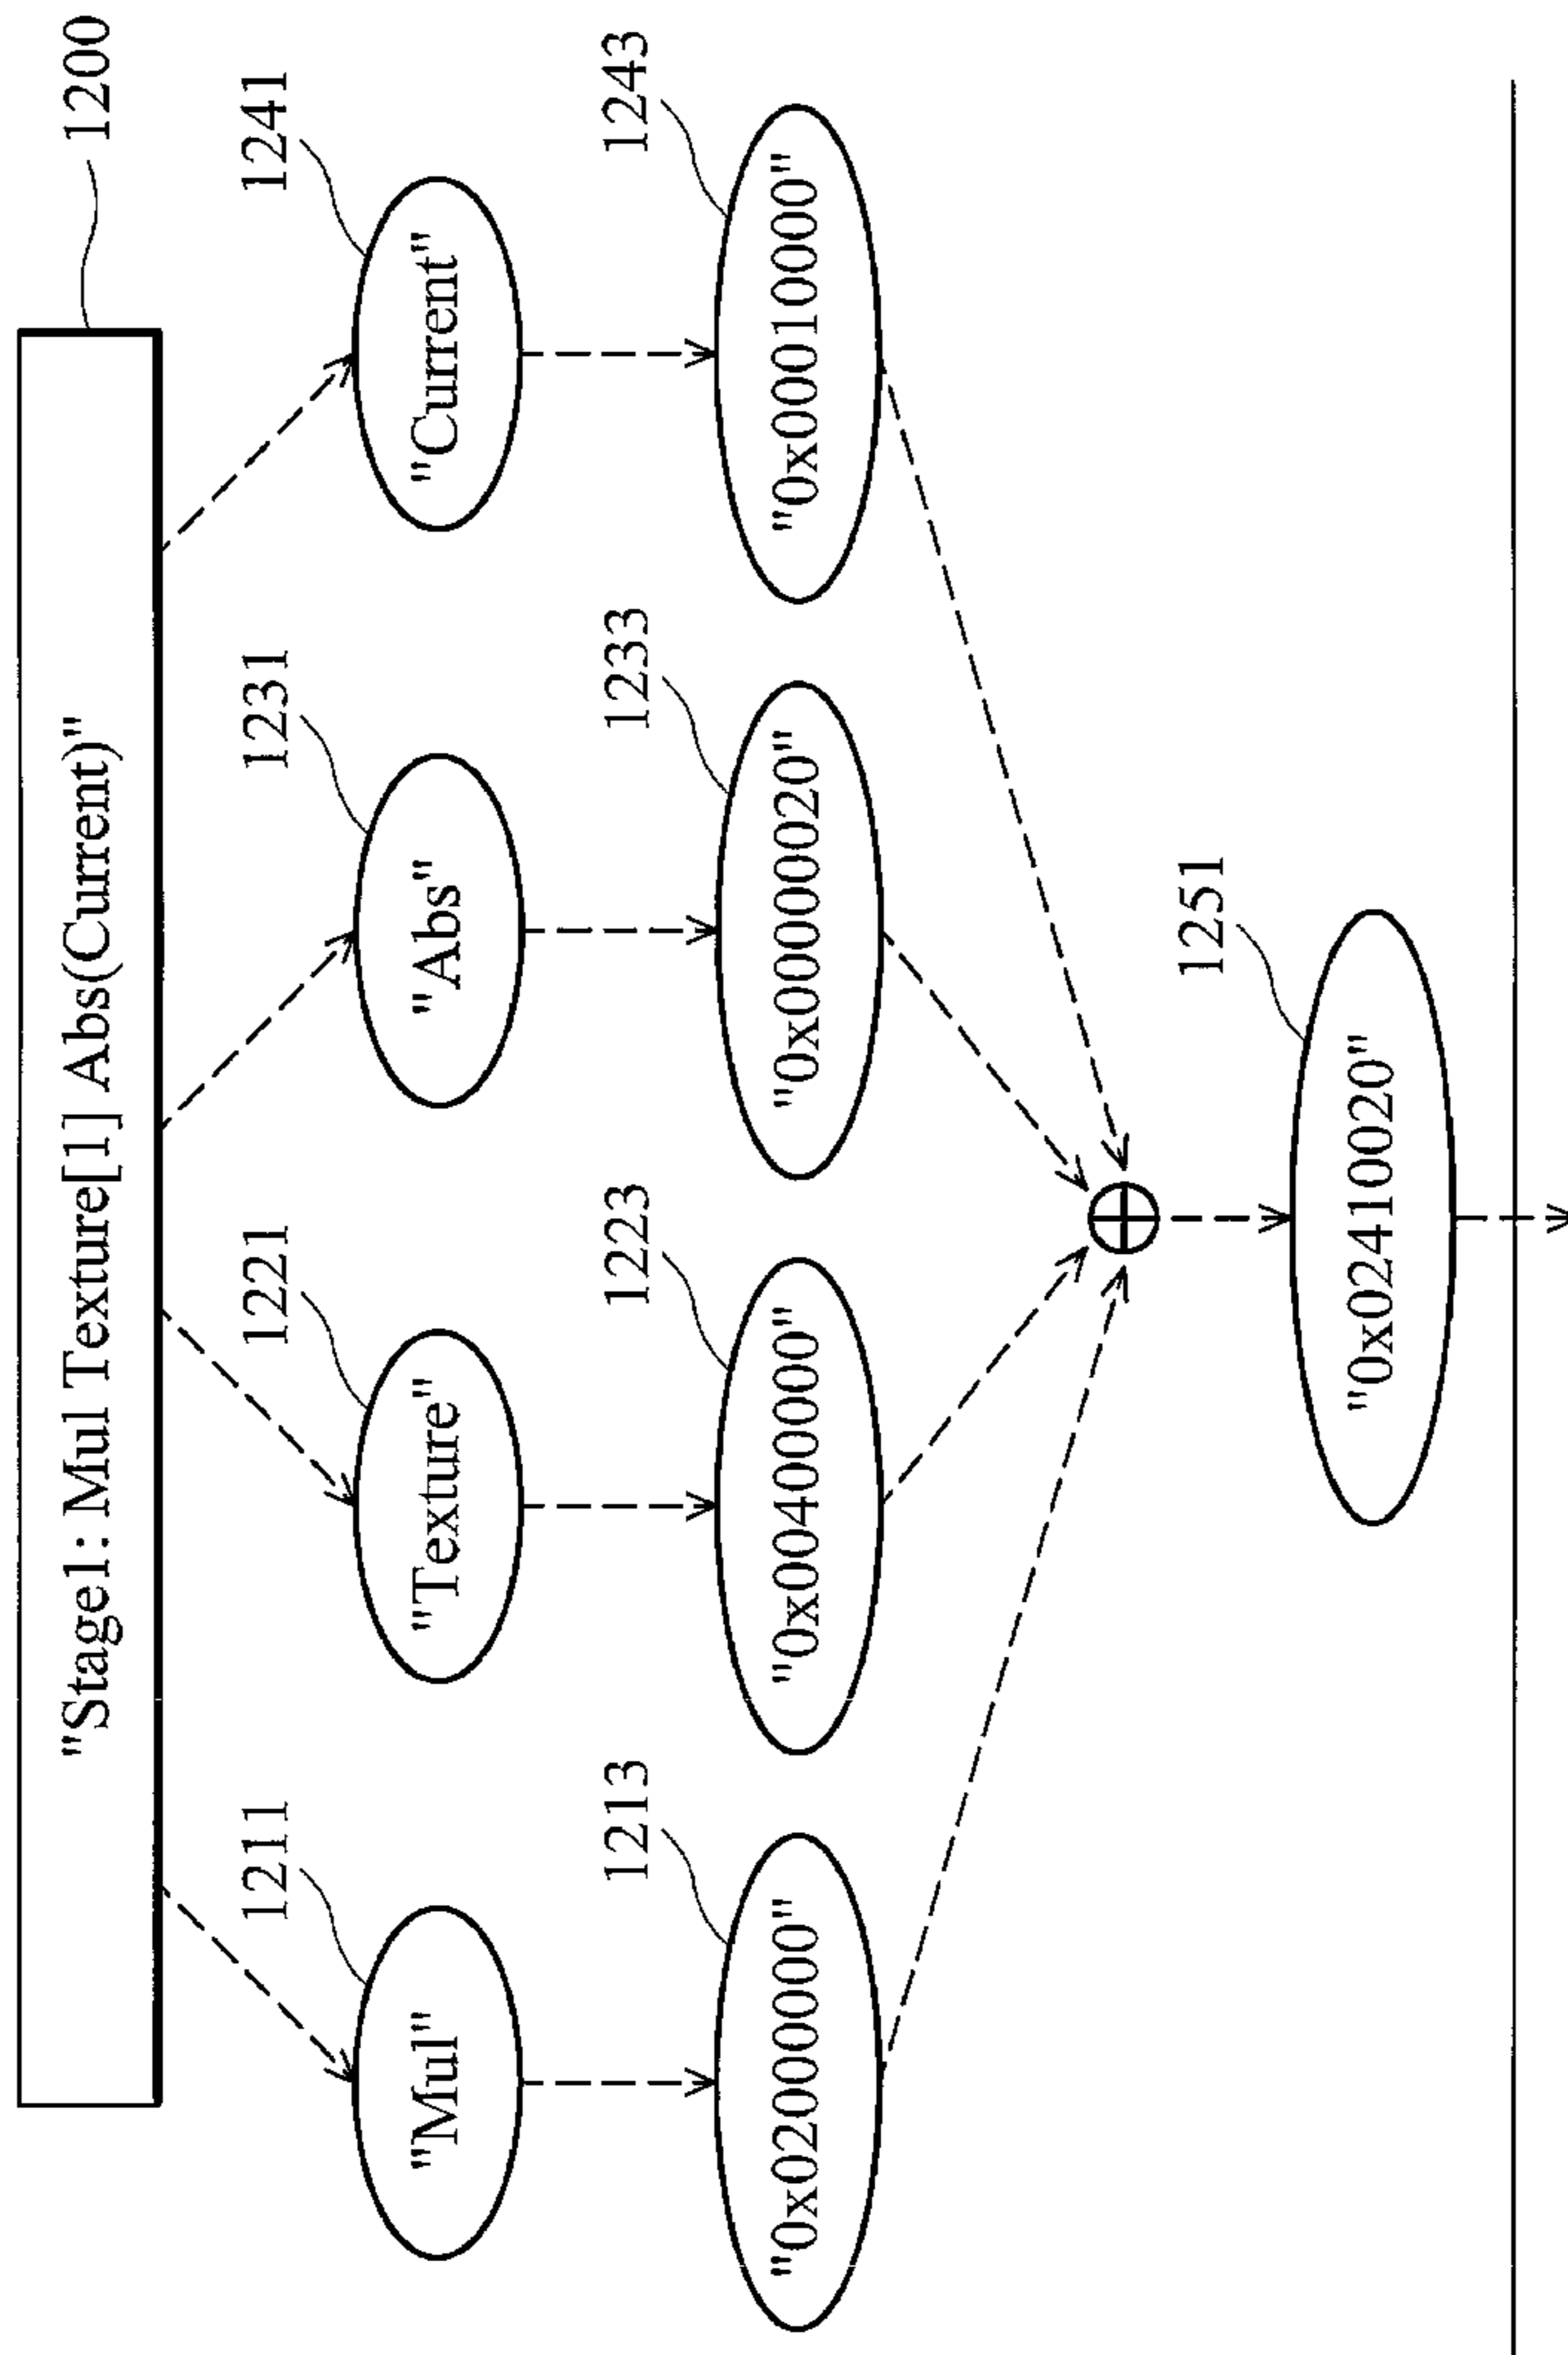 1200
"Stage1: Mul Texture[1] Abs(Current)"
1211
1221
1231
1241
"Mul"
"Texture"
"Abs"
"Current"
1213
1223
1233
1243
"0x02000000"
"0x00400000"
"0x00000020"
"0x00010000"
1251
"0x02410020"